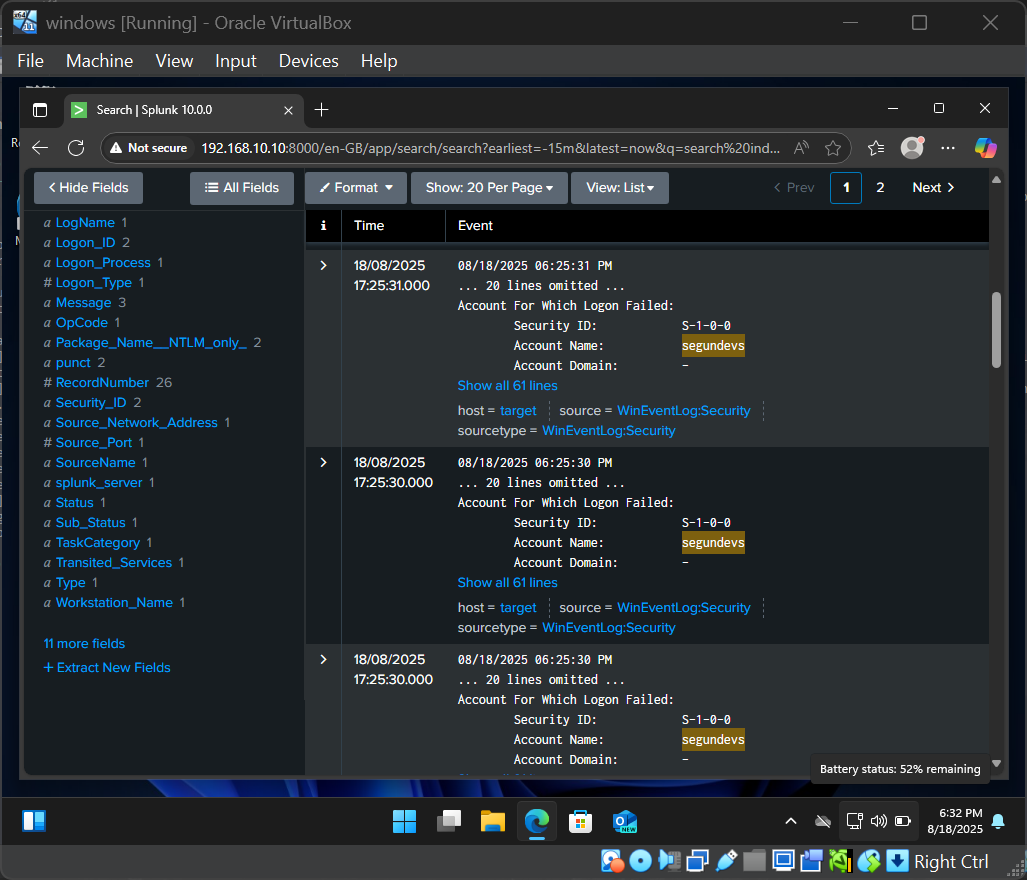 windows [Running] - Oracle VirtualBox
File Machine View Input Devices Help
Search | Splunk 10.0.0
Not secure 192.168.10.10:8000/en-GB/app/search/search?earliest=-15m&latest=now&q=search%20ind...
Hide Fields
All Fields
Format
Show: 20 Per Page
View: List
Prev 1 2 Next
a LogName 1
a Logon_ID 2
a Logon_Process 1
# Logon_Type 1
a Message 3
a OpCode 1
a Package_Name__NTLM_only_ 2
a punct 2
# RecordNumber 26
a Security_ID 2
a Source_Network_Address 1
# Source_Port 1
a SourceName 1
a splunk_server 1
a Status 1
a Sub_Status 1
a TaskCategory 1
a Transited_Services 1
a Type 1
a Workstation_Name 1
11 more fields
+ Extract New Fields
i Time Event
18/08/2025
17:25:31.000
08/18/2025 06:25:31 PM
... 20 lines omitted ...
Account For Which Logon Failed:
Security ID: S-1-0-0
Account Name: segundevs
Account Domain: -
Show all 61 lines
host = target source = WinEventLog:Security
sourcetype = WinEventLog:Security
18/08/2025
17:25:30.000
08/18/2025 06:25:30 PM
... 20 lines omitted ...
Account For Which Logon Failed:
Security ID: S-1-0-0
Account Name: segundevs
Account Domain: -
Show all 61 lines
host = target source = WinEventLog:Security
sourcetype = WinEventLog:Security
18/08/2025
17:25:30.000
08/18/2025 06:25:30 PM
... 20 lines omitted ...
Account For Which Logon Failed:
Security ID: S-1-0-0
Account Name: segundevs
Account Domain: -
Battery status: 52% remaining
NEW
6:32 PM
8/18/2025
Right Ctrl